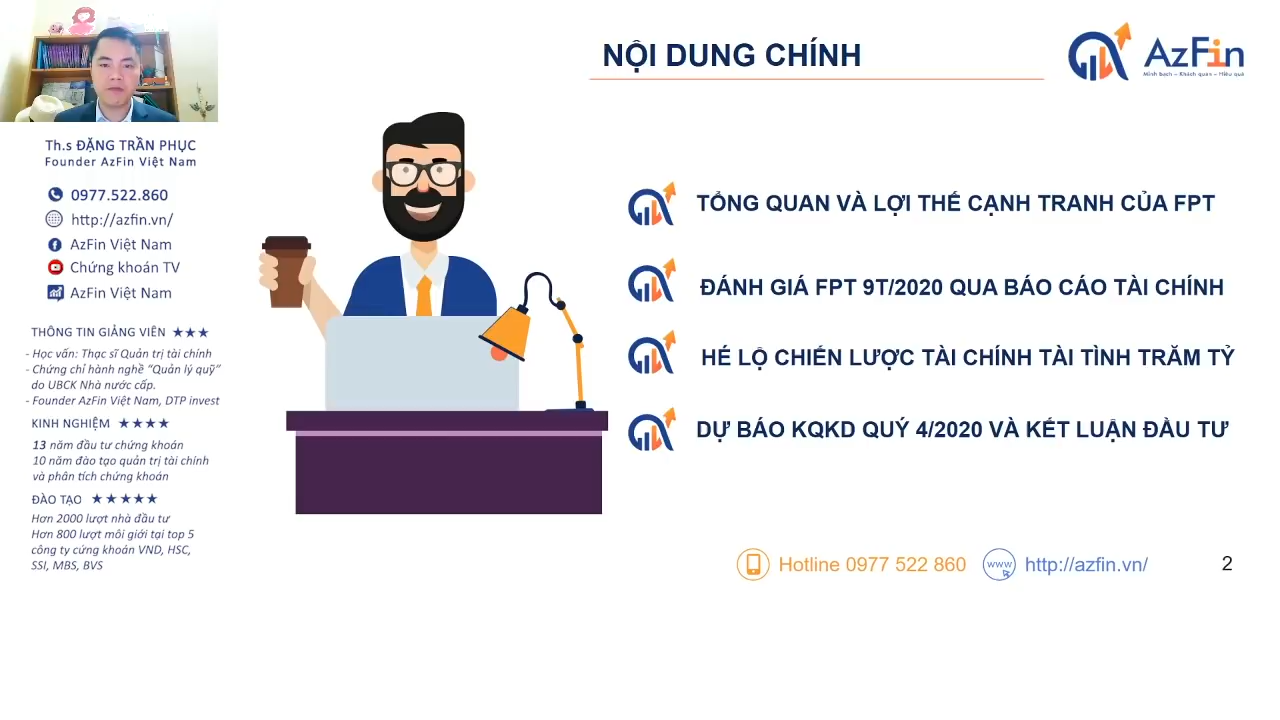 NỘI DUNG CHÍNH
AzFin
Minh bạch – Khách quan – Hiệu quả
Th.s ĐẶNG TRẦN PHỤC
Founder AzFin Việt Nam
0977.522.860
http://azfin.vn/
AzFin Việt Nam
Chứng khoán TV
AzFin Việt Nam
THÔNG TIN GIẢNG VIÊN ★★★
- Học vấn: Thạc sĩ Quản trị tài chính
- Chứng chỉ hành nghề "Quản lý quỹ"
do UBCK Nhà nước cấp.
- Founder AzFin Việt Nam, DTP invest
KINH NGHIỆM ★★★★
13 năm đầu tư chứng khoán
10 năm đào tạo quản trị tài chính
và phân tích chứng khoán
ĐÀO TẠO ★★★★★
Hơn 2000 lượt nhà đầu tư
Hơn 800 lượt môi giới tại top 5
công ty cứng khoán VND, HSC,
SSI, MBS, BVS
TỔNG QUAN VÀ LỢI THẾ CẠNH TRANH CỦA FPT
ĐÁNH GIÁ FPT 9T/2020 QUA BÁO CÁO TÀI CHÍNH
HÉ LỘ CHIẾN LƯỢC TÀI CHÍNH TÀI TÌNH TRĂM TỶ
DỰ BÁO KQKD QUÝ 4/2020 VÀ KẾT LUẬN ĐẦU TƯ
Hotline 0977 522 860
www
http://azfin.vn/
2